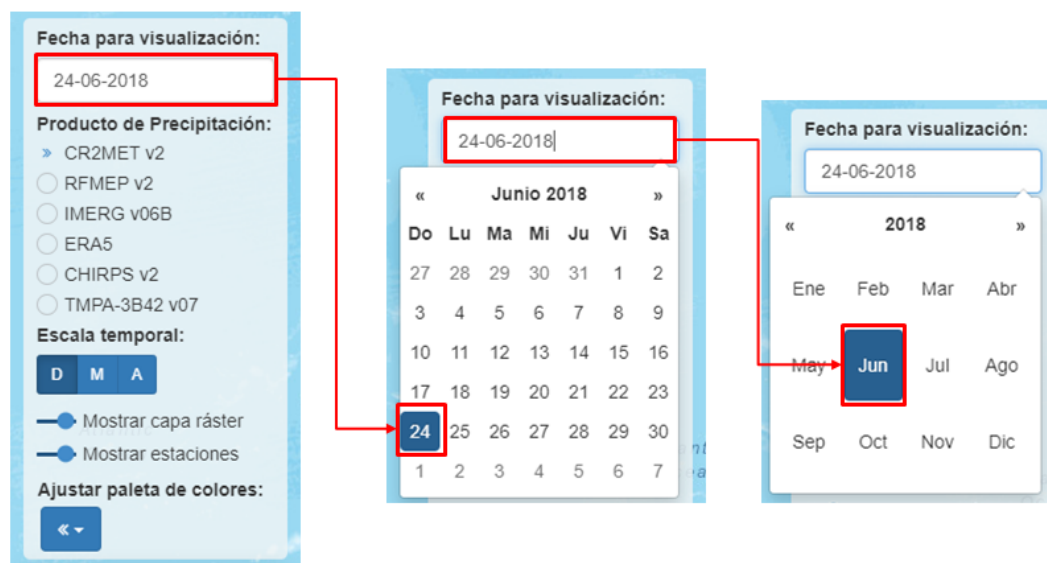 Fecha para visualización:
24-06-2018
Producto de Precipitación:
» CR2MET v2
RFMEP v2
IMERG v06B
ERA5
CHIRPS v2
TMPA-3B42 v07
Escala temporal:
D M A
Mostrar capa ráster
Mostrar estaciones
Ajustar paleta de colores:
«
Fecha para visualización:
24-06-2018
« Junio 2018 »
Do Lu Ma Mi Ju Vi Sa
27 28 29 30 31 1 2
3 4 5 6 7 8 9
10 11 12 13 14 15 16
17 18 19 20 21 22 23
24 25 26 27 28 29 30
1 2 3 4 5 6 7
Fecha para visualización:
24-06-2018
« 2018 »
Ene Feb Mar Abr
May Jun Jul Ago
Sep Oct Nov Dic